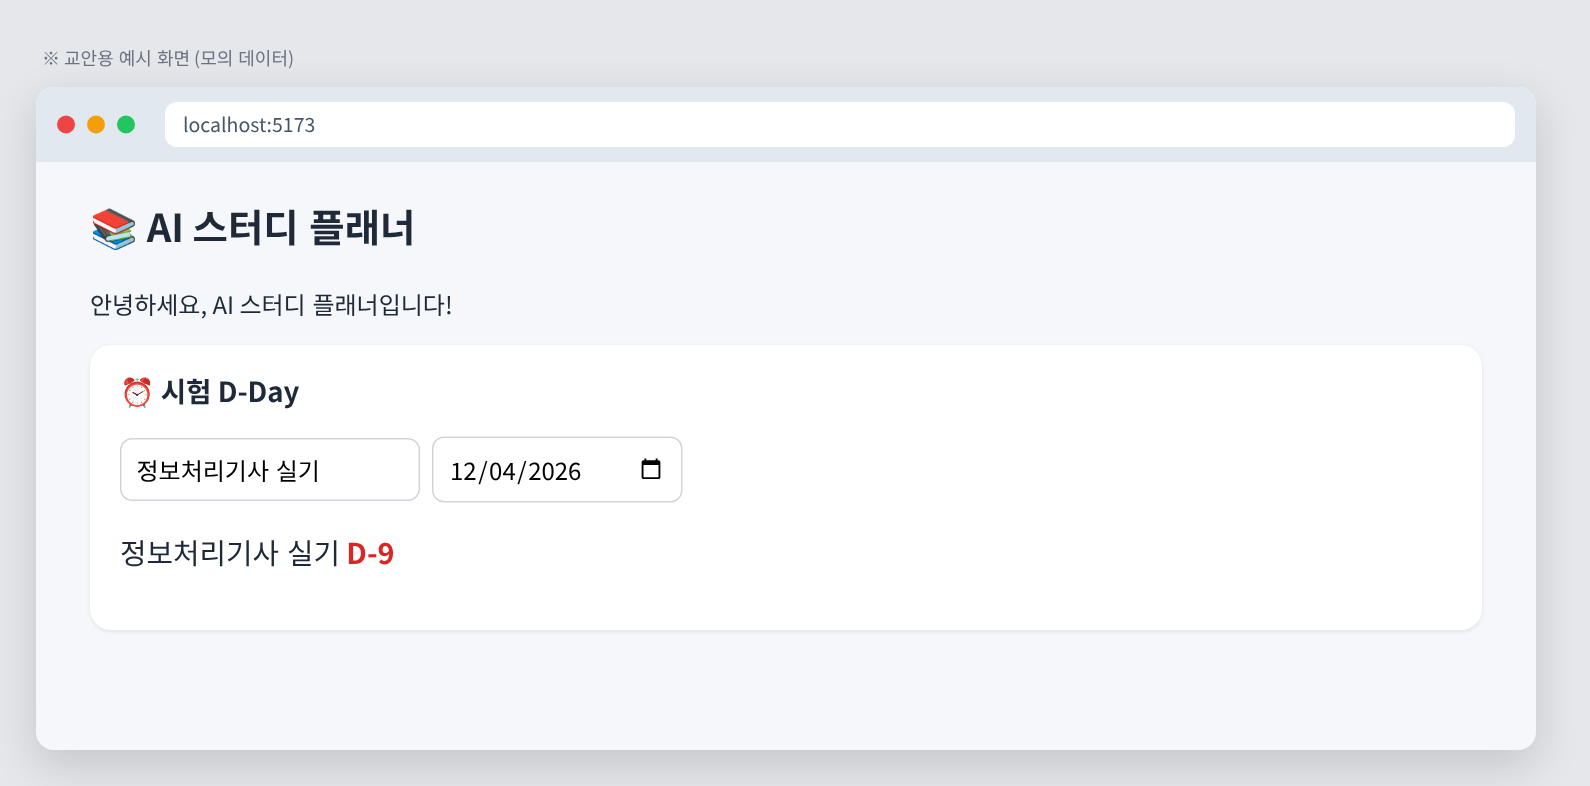 ※ 교안용 예시 화면 (모의 데이터)
localhost:5173
📚 AI 스터디 플래너
안녕하세요, AI 스터디 플래너입니다!
⏰ 시험 D-Day
정보처리기사 실기 12/04/2026
정보처리기사 실기 D-9